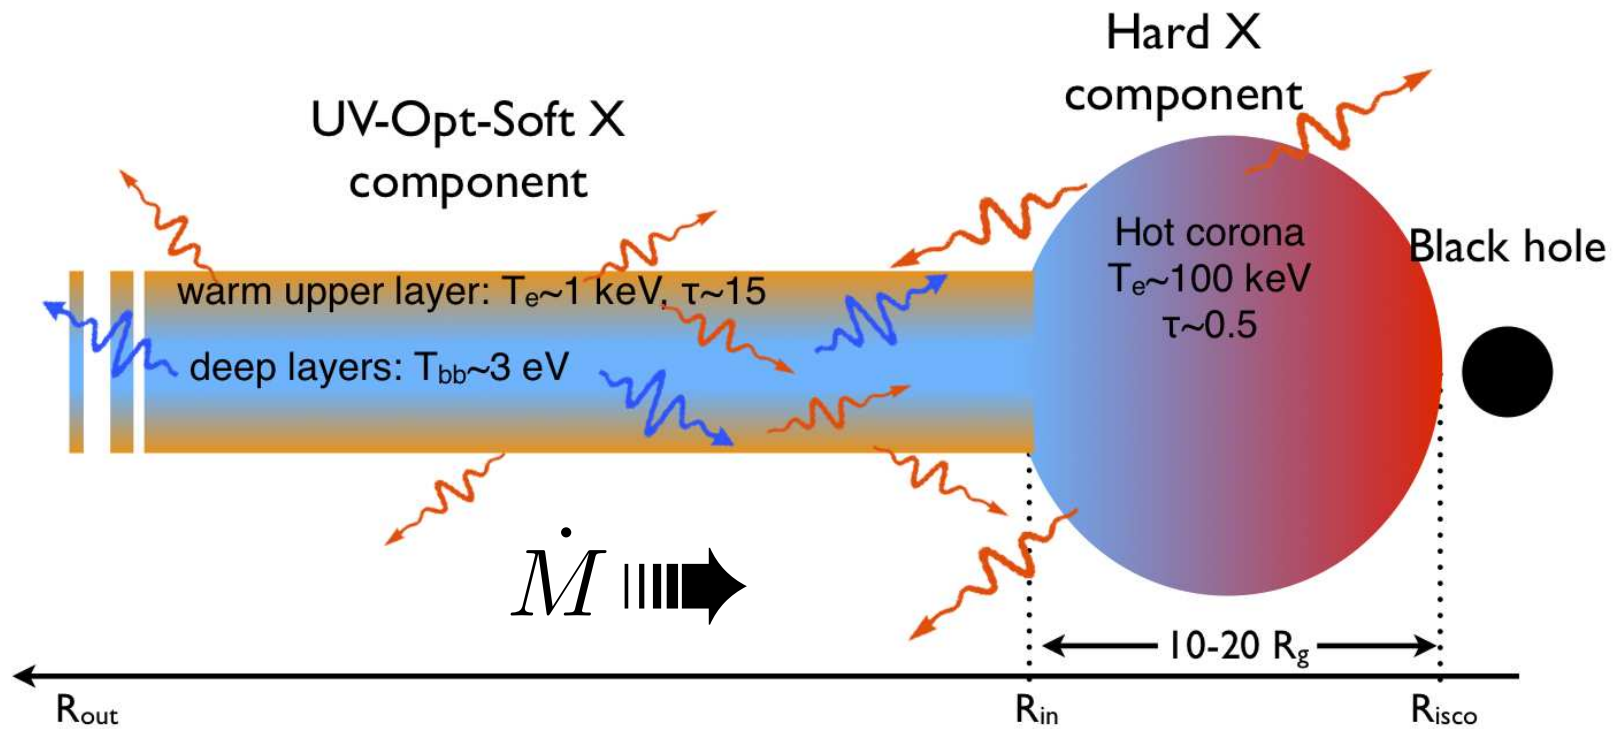 Hard X
component
UV-Opt-Soft X
component
Hot corona
Tₑ~100 keV
τ~0.5
Black hole
warm upper layer: Tₑ~1 keV, τ~15
deep layers: T_bb~3 eV
Ṁ
10-20 R_g
R_out
R_in
R_isco